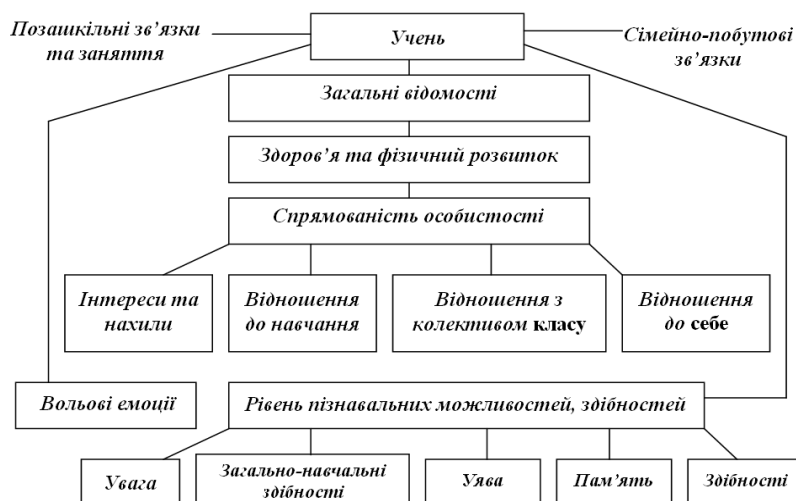 Позашкільні зв’язки
та заняття
Учень
Сімейно-побутові
зв’язки
Загальні відомості
Здоров’я та фізичний розвиток
Спрямованість особистості
Інтереси та
нахили
Відношення
до навчання
Відношення з
колективом класу
Відношення
до себе
Вольові емоції
Рівень пізнавальних можливостей, здібностей
Увага
Загально-навчальні
здібності
Уява
Пам’ять
Здібності